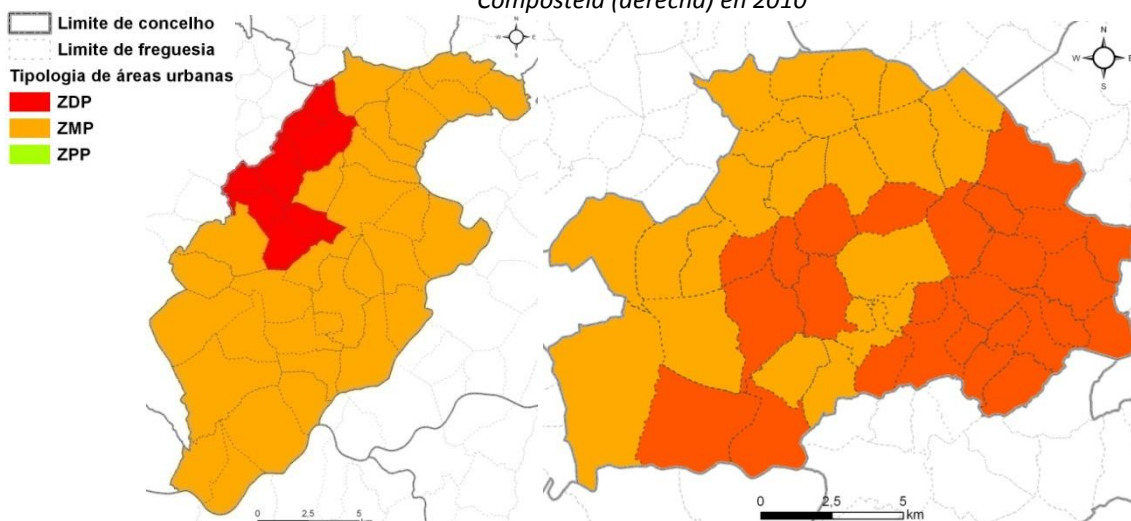 Compostela (derecha) en 2010
Limite de concelho
Limite de freguesia
Tipologia de áreas urbanas
ZDP
ZMP
ZPP
N
W E
S
0 2,5 5
km
N
W E
S
0 2,5 5
km